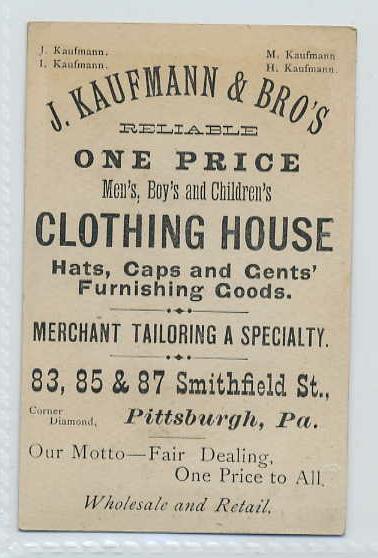 J. Kaufmann. M. Kaufmann
I. Kaufmann. H. Kaufmann.
J. KAUFMANN & BRO'S
RELIABLE
ONE PRICE
Men's, Boy's and Children's
CLOTHING HOUSE
Hats, Caps and Gents'
Furnishing Goods.
MERCHANT TAILORING A SPECIALTY.
83, 85 & 87 Smithfield St.,
Corner Diamond, Pittsburgh, Pa.
Our Motto—Fair Dealing,
One Price to All.
Wholesale and Retail.